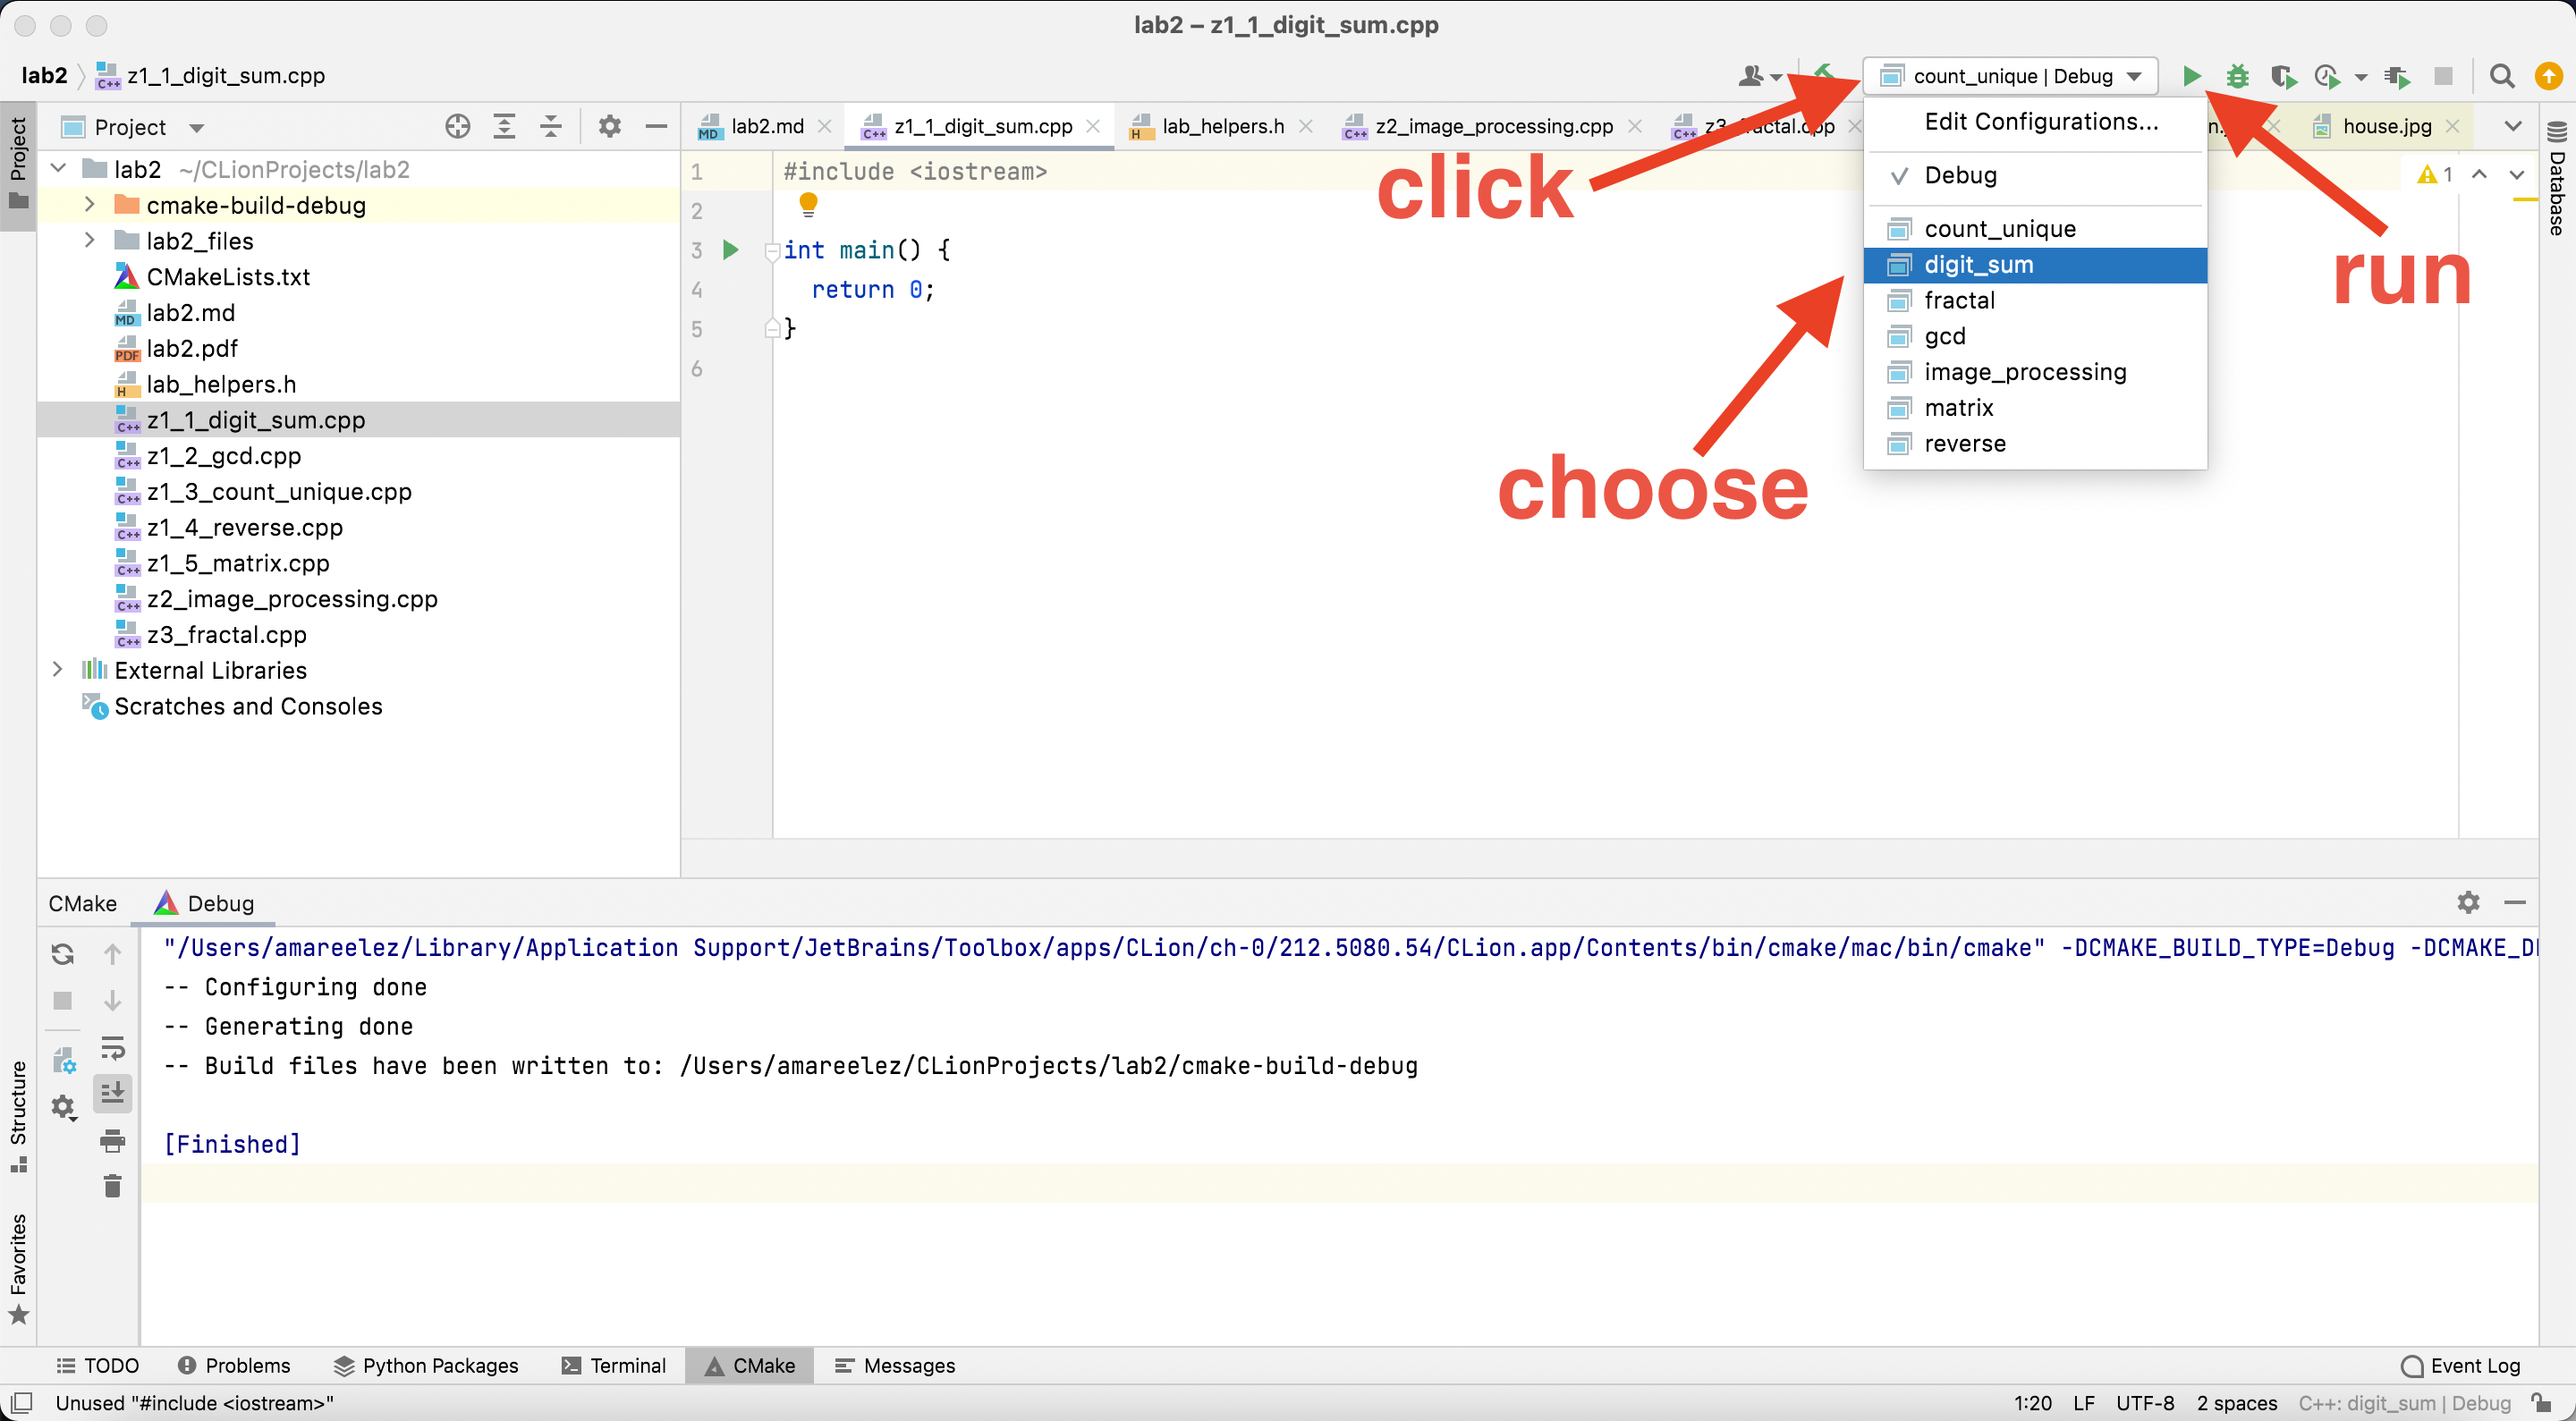 lab2 – z1_1_digit_sum.cpp
lab2 z1_1_digit_sum.cpp
count_unique | Debug
Project
Project
lab2.md
z1_1_digit_sum.cpp
lab_helpers.h
z2_image_processing.cpp
z3_fractal.cpp
house.jpg
Edit Configurations...
Debug
count_unique
digit_sum
fractal
gcd
image_processing
matrix
reverse
click
choose
run
Database
lab2 ~/CLionProjects/lab2
cmake-build-debug
lab2_files
CMakeLists.txt
lab2.md
lab2.pdf
lab_helpers.h
z1_1_digit_sum.cpp
z1_2_gcd.cpp
z1_3_count_unique.cpp
z1_4_reverse.cpp
z1_5_matrix.cpp
z2_image_processing.cpp
z3_fractal.cpp
External Libraries
Scratches and Consoles
1 #include <iostream>
2
3 int main() {
4 return 0;
5 }
6
1
CMake Debug
"/Users/amareelez/Library/Application Support/JetBrains/Toolbox/apps/CLion/ch-0/212.5080.54/CLion.app/Contents/bin/cmake/mac/bin/cmake" -DCMAKE_BUILD_TYPE=Debug
-- Configuring done
-- Generating done
-- Build files have been written to: /Users/amareelez/CLionProjects/lab2/cmake-build-debug
[Finished]
Structure
Favorites
TODO Problems Python Packages Terminal CMake Messages Event Log
Unused "#include <iostream>" 1:20 LF UTF-8 2 spaces C++: digit_sum | Debug